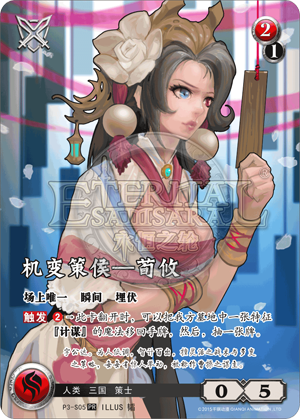 2
1
ETERNAL
SAMSARA
不朽之轮
机变策侯—荀攸
场上唯一 瞬间 埋伏
触发 2 →此卡翻开时，可以把我方墓地中一张特征
『计谋』的魔法移回手牌，然后，抽一张牌。
人类 三国 策士
P3-S05 PR ILLUS
0 5